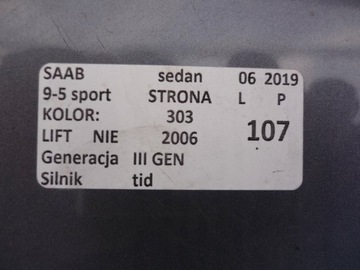 SAAB sedan 06 2019
9-5 sport STRONA L P
KOLOR: 303
LIFT NIE 2006 107
Generacja III GEN
Silnik tid